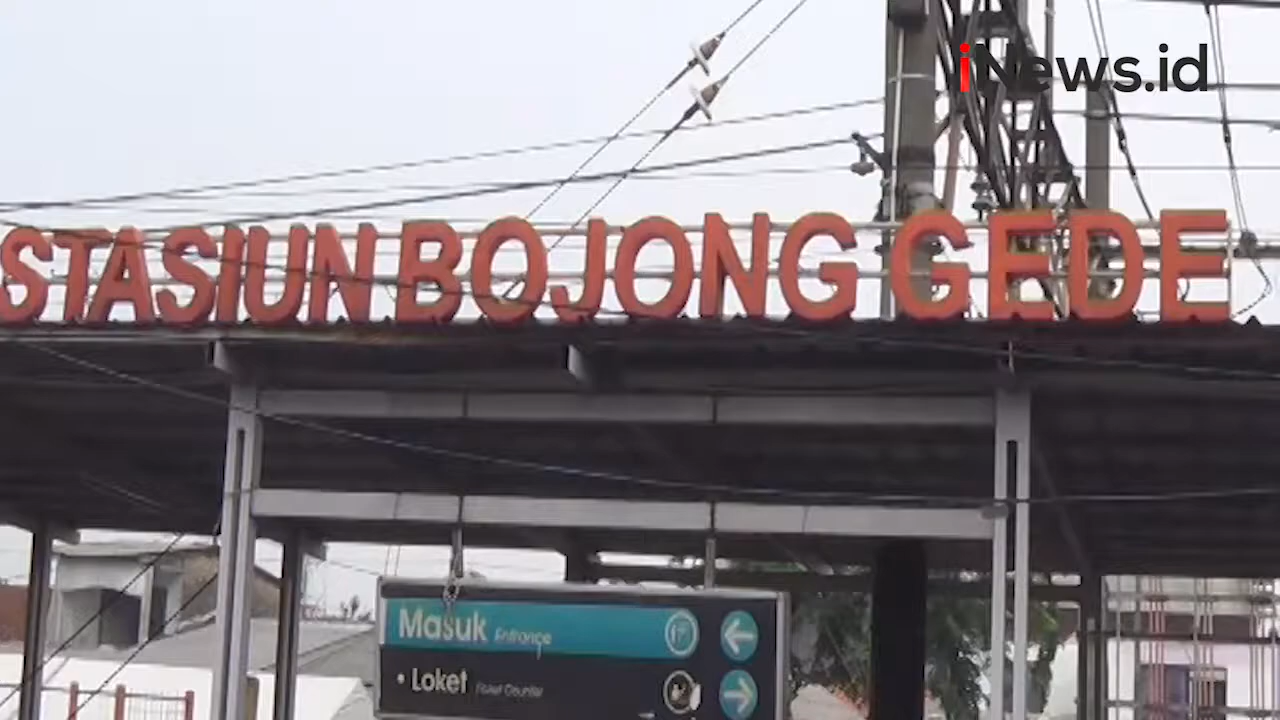 iNews.id
STASIUN BOJONG GEDE
Masuk Entrance
• Loket Ticket Counter